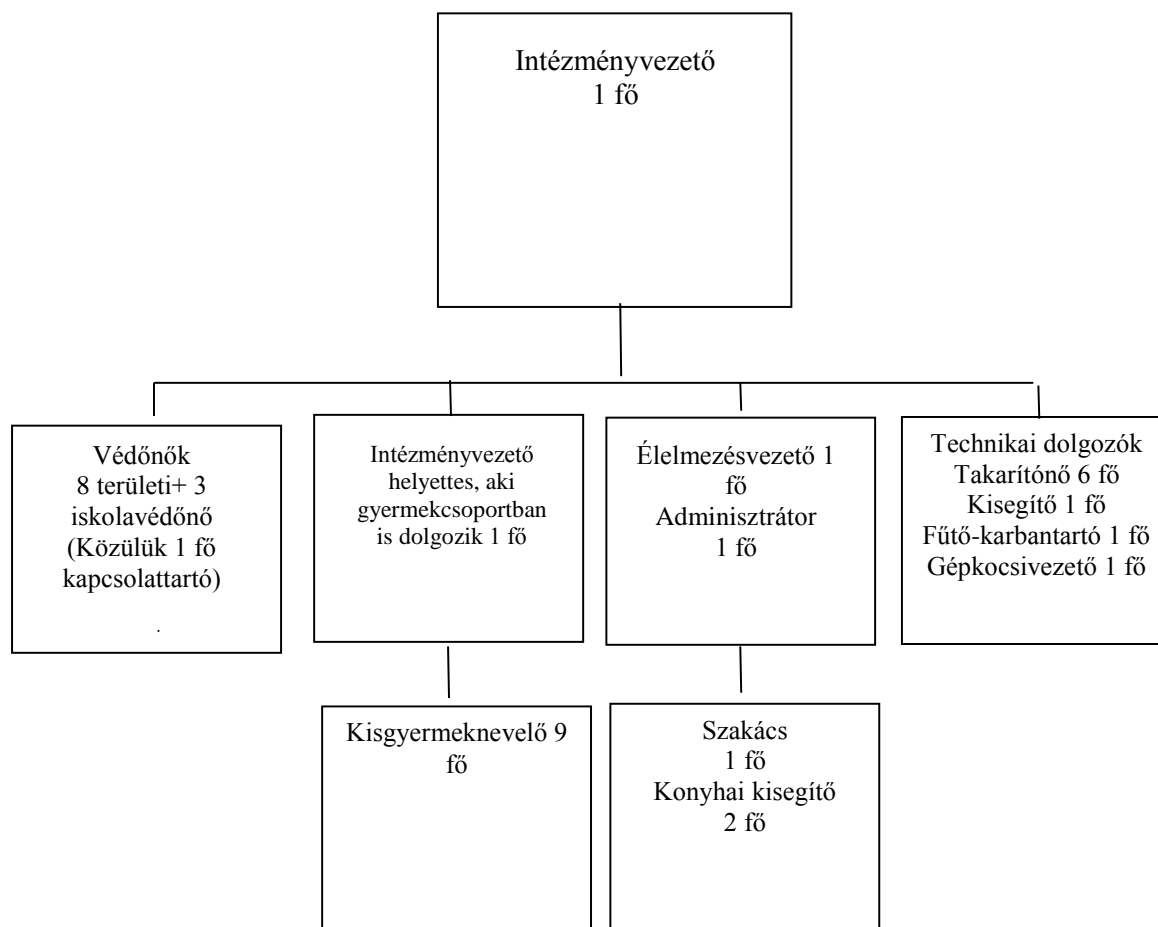 Intézményvezető
1 fő
Védőnők
8 területi+ 3
iskolavédőnő
(Közülük 1 fő
kapcsolattartó)
.
Intézményvezető
helyettes, aki
gyermekcsoportban
is dolgozik 1 fő
Élelmezésvezető 1
fő
Adminisztrátor
1 fő
Technikai dolgozók
Takarítónő 6 fő
Kisegítő 1 fő
Fűtő-karbantartó 1 fő
Gépkocsivezető 1 fő
Kisgyermeknevelő 9
fő
Szakács
1 fő
Konyhai kisegítő
2 fő